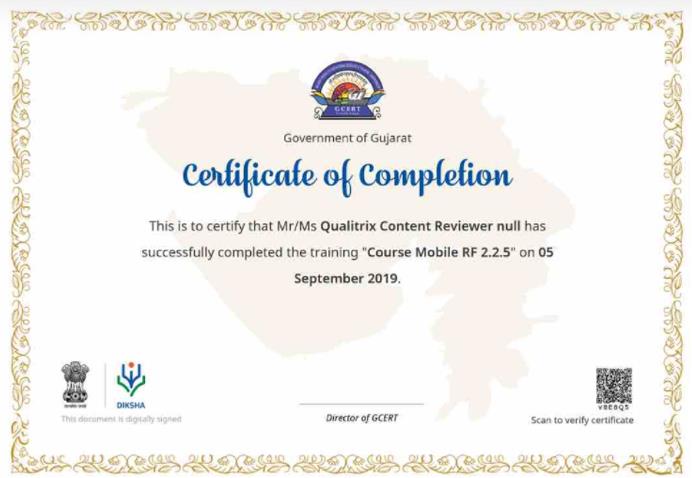 GCERT
Government of Gujarat
Certificate of Completion
This is to certify that Mr/Ms Qualitrix Content Reviewer null has
successfully completed the training "Course Mobile RF 2.2.5" on 05
September 2019.
DIKSHA
This document is digitally signed
Director of GCERT
Scan to verify certificate